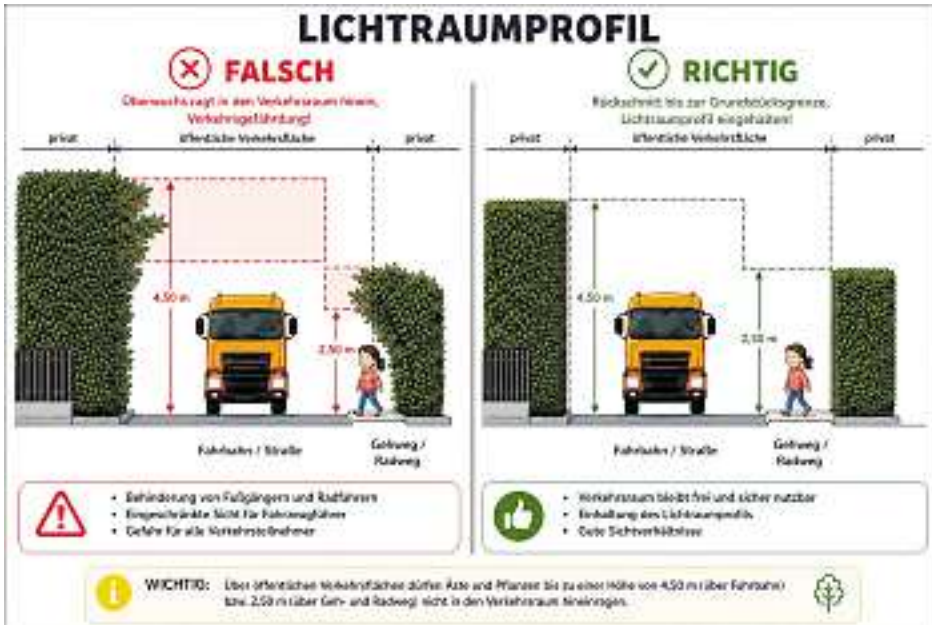 LICHTRAUMPROFIL
FALSCH
Überwuchs ragt in den Verkehrsraum hinein,
Verkehrsgefährdung!
privat
öffentliche Verkehrsfläche
privat
4,50 m
2,50 m
Fahrbahn / Straße
Gehweg /
Radweg
Behinderung von Fußgängern und Radfahrern
Eingeschränkte Sicht für Fahrzeugführer
Gefahr für alle Verkehrsteilnehmer
RICHTIG
Rückschnitt bis zur Grundstücksgrenze,
Lichtraumprofil eingehalten!
privat
öffentliche Verkehrsfläche
privat
4,50 m
2,50 m
Fahrbahn / Straße
Gehweg /
Radweg
Verkehrsraum bleibt frei und sicher nutzbar
Einhaltung des Lichtraumprofils
Gute Sichtverhältnisse
WICHTIG: Über öffentlichen Verkehrsflächen dürfen Äste und Pflanzen bis zu einer Höhe von 4,50 m (über Fahrbahn)
bzw. 2,50 m (über Geh- und Radweg) nicht in den Verkehrsraum hineinragen.